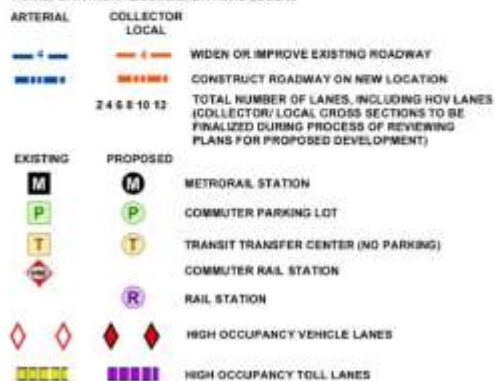 ARTERIAL COLLECTOR
LOCAL
4 4 WIDEN OR IMPROVE EXISTING ROADWAY
CONSTRUCT ROADWAY ON NEW LOCATION
2 4 6 8 10 12 TOTAL NUMBER OF LANES, INCLUDING HOV LANES
(COLLECTOR/ LOCAL CROSS SECTIONS TO BE
FINALIZED DURING PROCESS OF REVIEWING
PLANS FOR PROPOSED DEVELOPMENT)
EXISTING PROPOSED
M M METRORAIL STATION
P P COMMUTER PARKING LOT
T T TRANSIT TRANSFER CENTER (NO PARKING)
COMMUTER RAIL STATION
R RAIL STATION
HIGH OCCUPANCY VEHICLE LANES
HIGH OCCUPANCY TOLL LANES